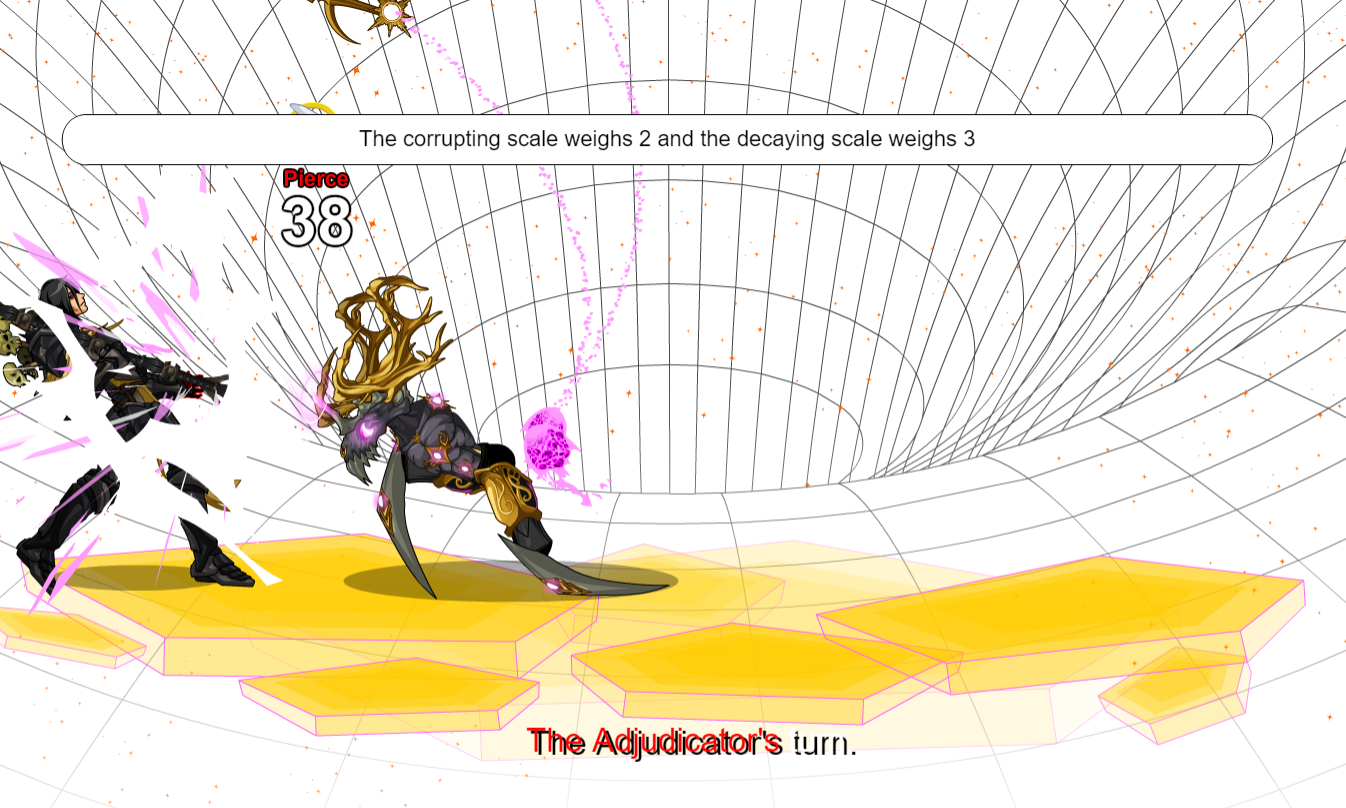 The corrupting scale weighs 2 and the decaying scale weighs 3
Pierce
38
The Adjudicator's turn.